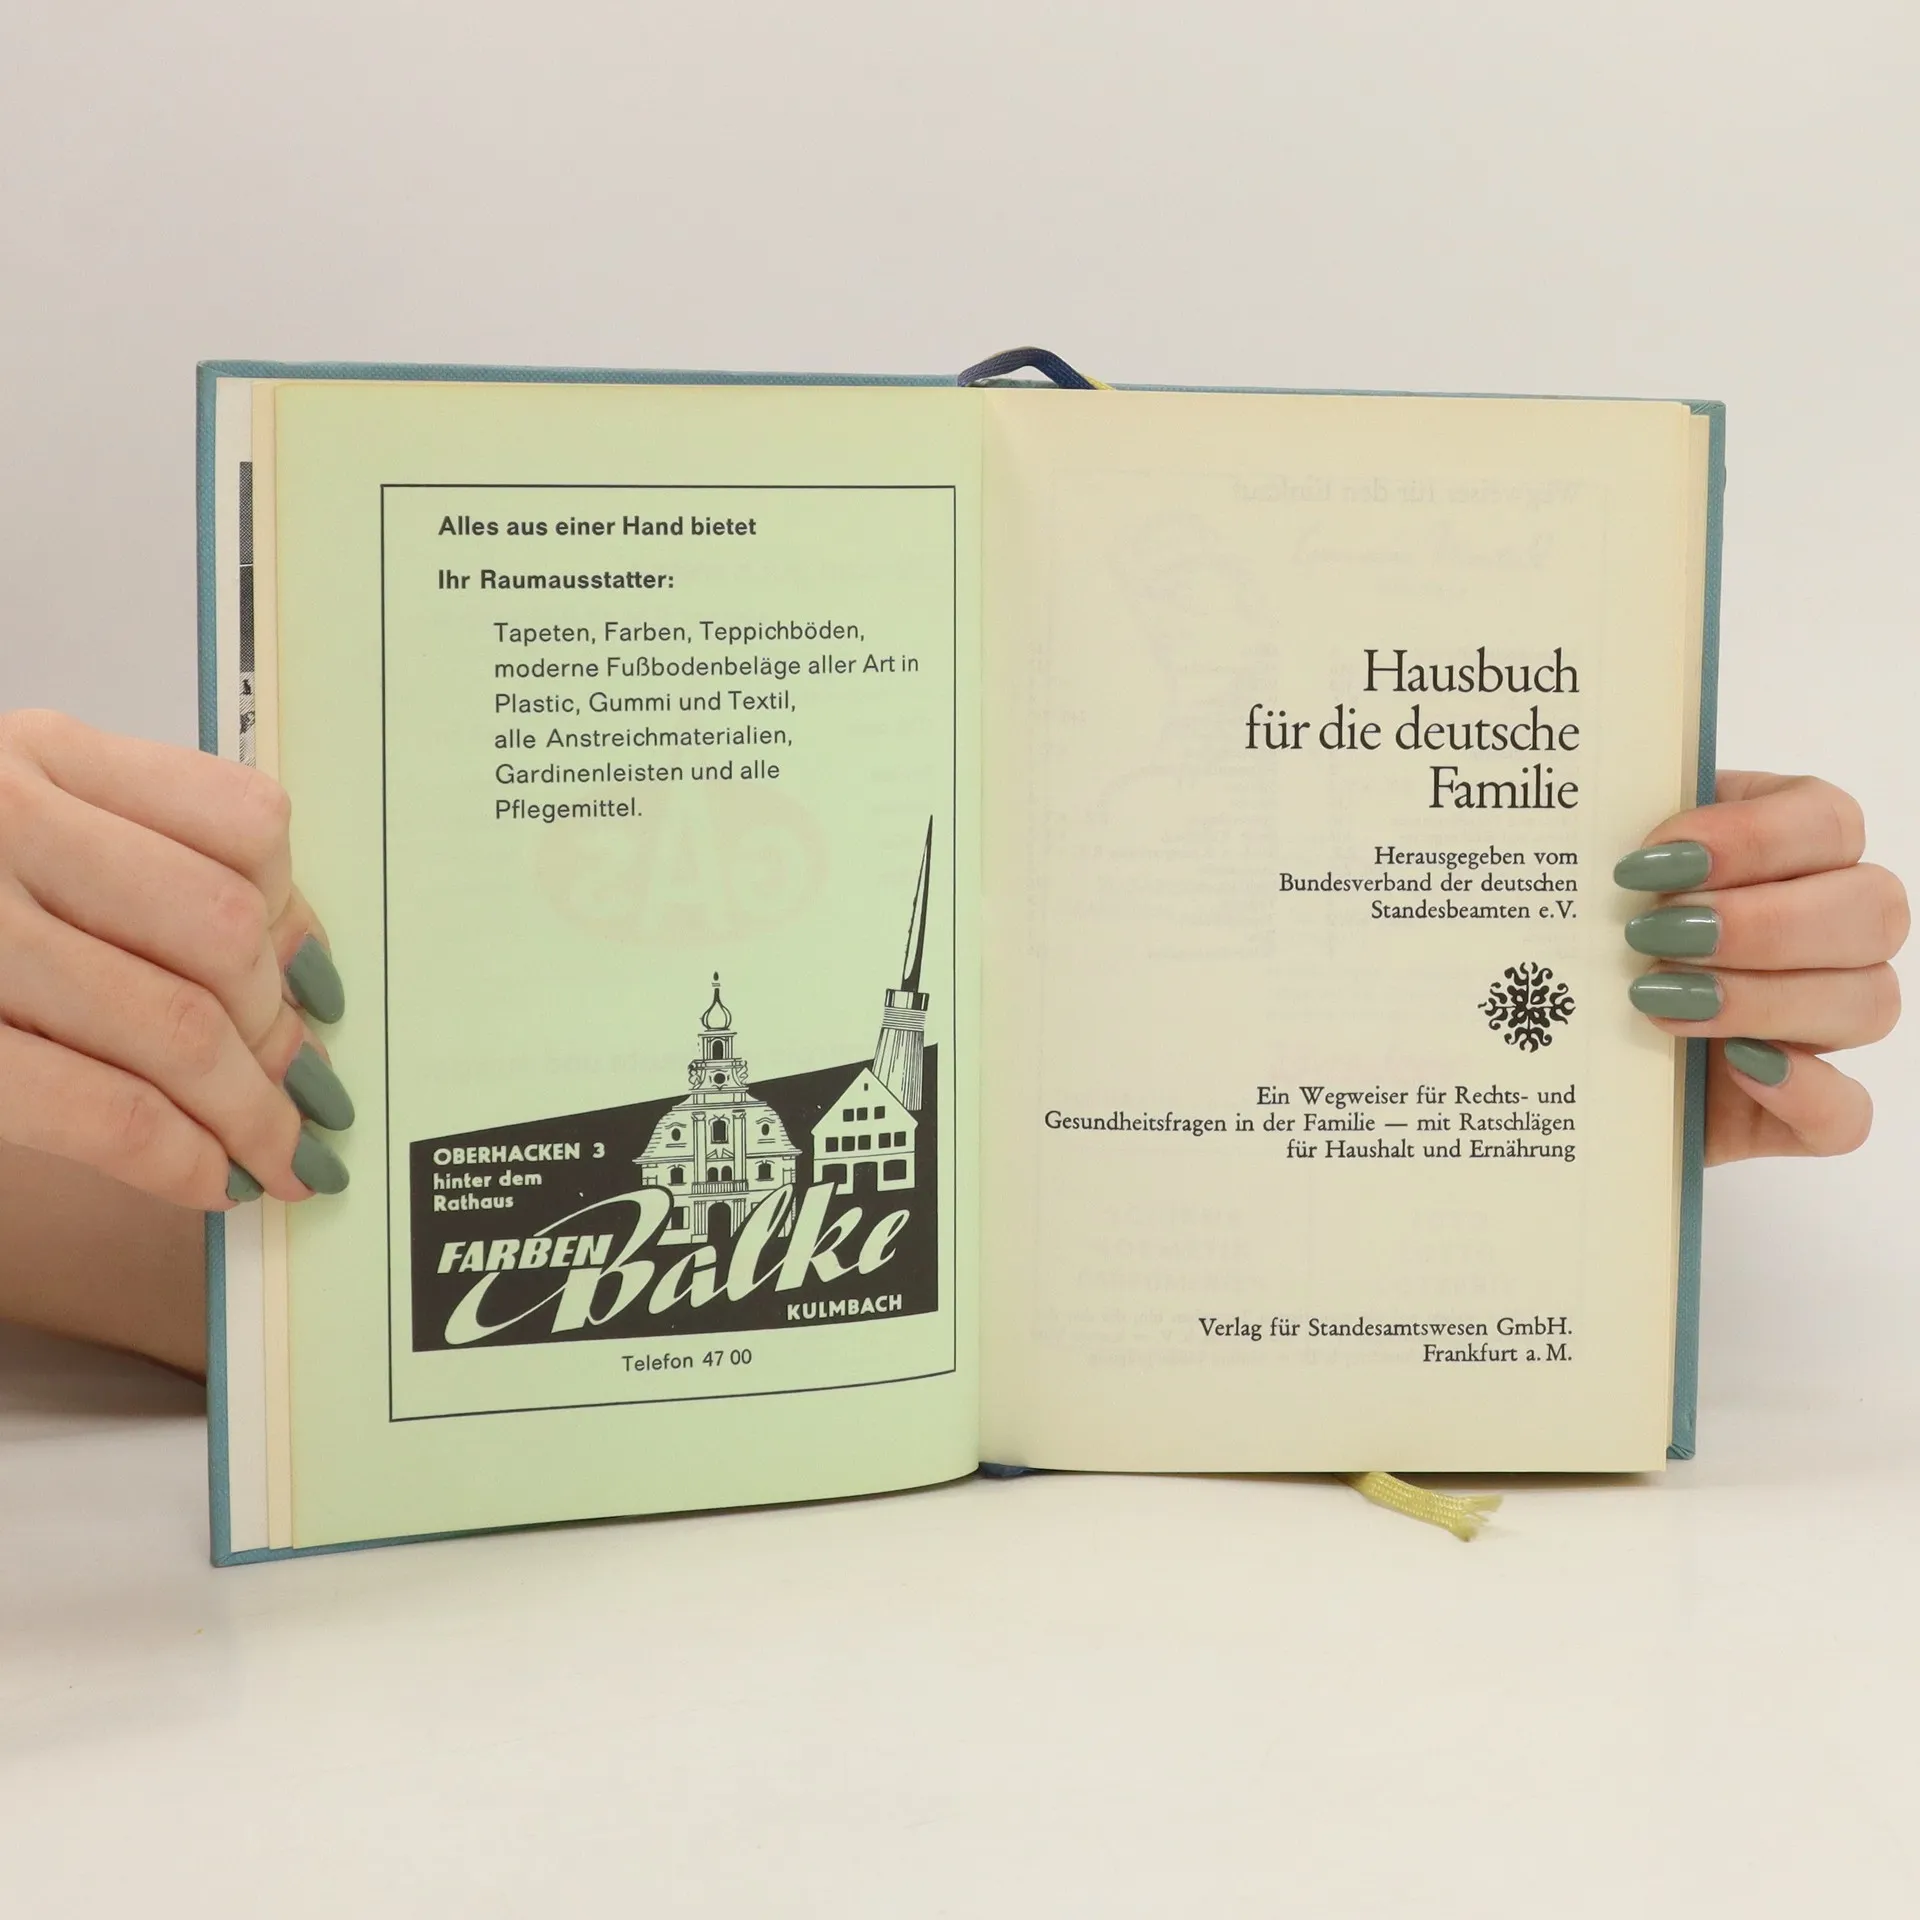 Alles aus einer Hand bietet
Ihr Raumausstatter:
Tapeten, Farben, Teppichböden,
moderne Fußbodenbeläge aller Art in
Plastic, Gummi und Textil,
alle Anstreichmaterialien,
Gardinenleisten und alle
Pflegemittel.
OBERHACKEN 3
hinter dem
Rathaus
FARBEN Balke
KULMBACH
Telefon 47 00
Hausbuch
für die deutsche
Familie
Herausgegeben vom
Bundesverband der deutschen
Standesbeamten e.V.
Ein Wegweiser für Rechts- und
Gesundheitsfragen in der Familie — mit Ratschlägen
für Haushalt und Ernährung
Verlag für Standesamtswesen GmbH.
Frankfurt a. M.